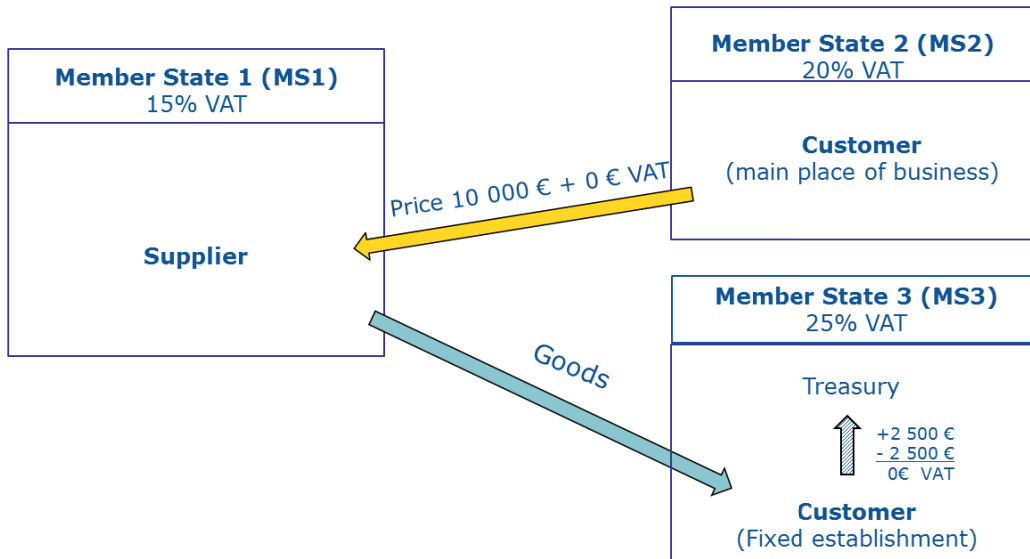 Member State 1 (MS1)
15% VAT
Supplier
Price 10 000 € + 0 € VAT
Goods
Member State 2 (MS2)
20% VAT
Customer
(main place of business)
Member State 3 (MS3)
25% VAT
Treasury
+2 500 €
- 2 500 €
0€ VAT
Customer
(Fixed establishment)